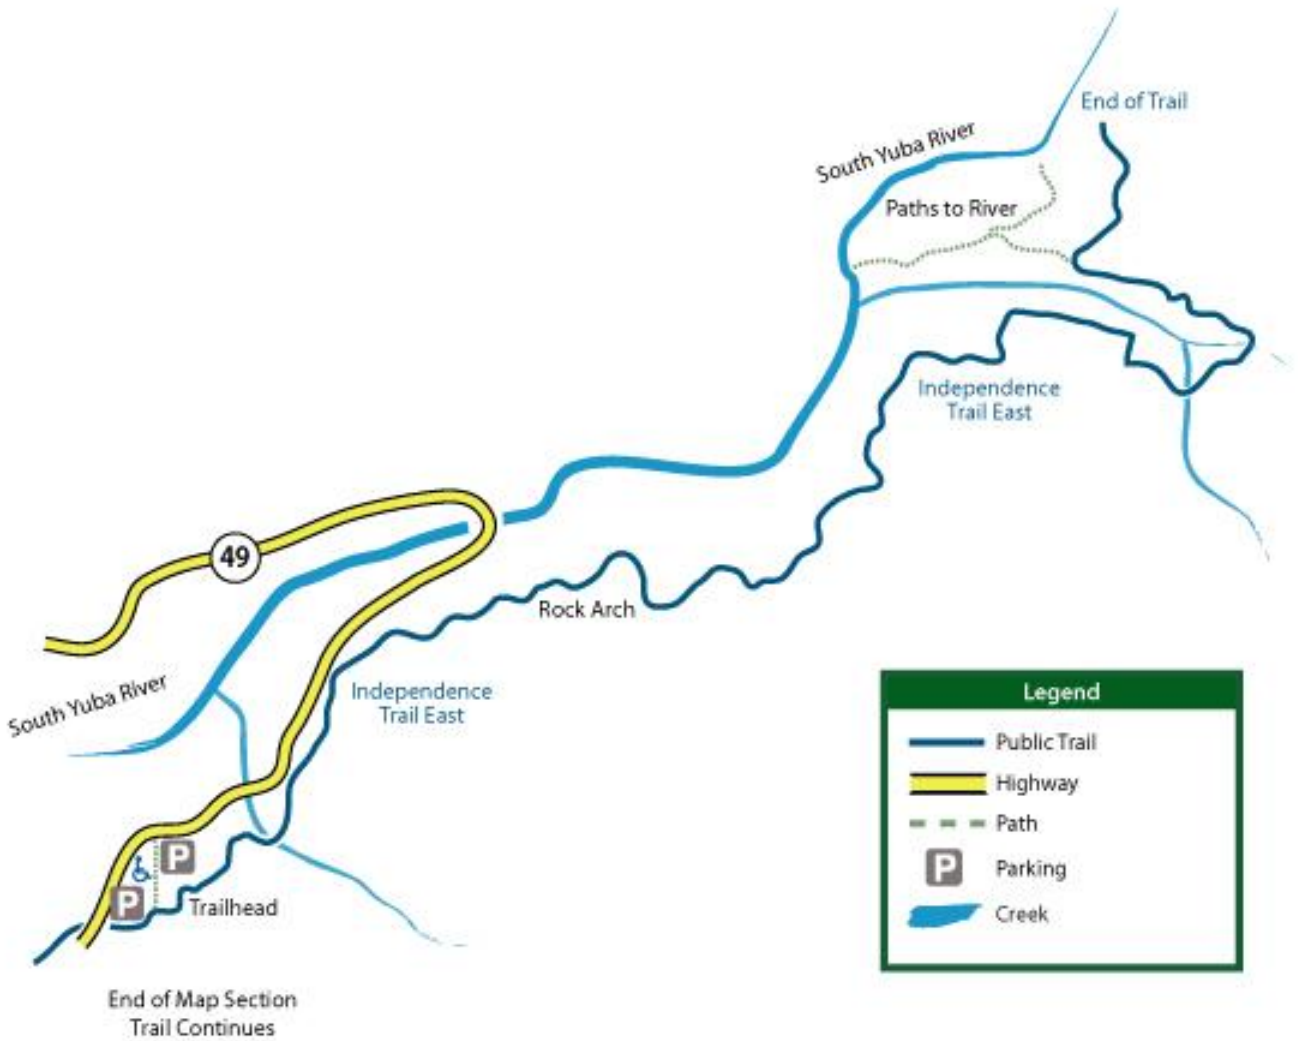 End of Trail
South Yuba River
Paths to River
Independence
Trail East
49
Rock Arch
South Yuba River
Independence
Trail East
P
P
Trailhead
End of Map Section
Trail Continues
Legend
Public Trail
Highway
Path
P Parking
Creek